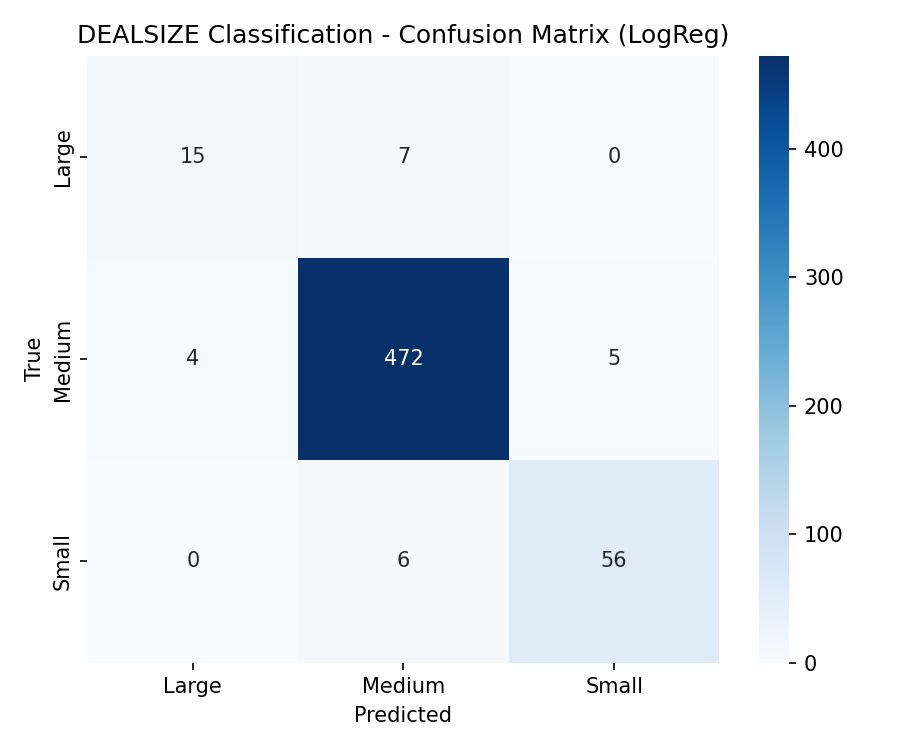 DEALSIZE Classification - Confusion Matrix (LogReg)
Large
15 7 0
400
300
True
Medium
4 472 5
200
100
Small
0 6 56
0
Large Medium Small
Predicted